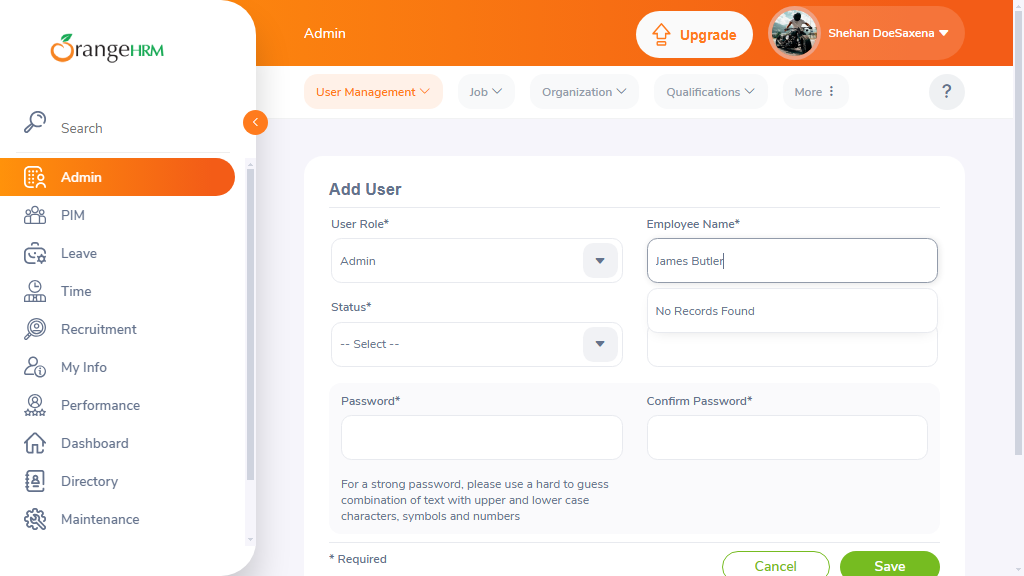 OrangeHRM
Admin
Upgrade
Shehan DoeSaxena
User Management
Job
Organization
Qualifications
More
?
Search
Admin
PIM
Leave
Time
Recruitment
My Info
Performance
Dashboard
Directory
Maintenance
Add User
User Role*
Employee Name*
Admin
James Butler
Status*
No Records Found
-- Select --
Password*
Confirm Password*
For a strong password, please use a hard to guess
combination of text with upper and lower case
characters, symbols and numbers
* Required
Cancel
Save